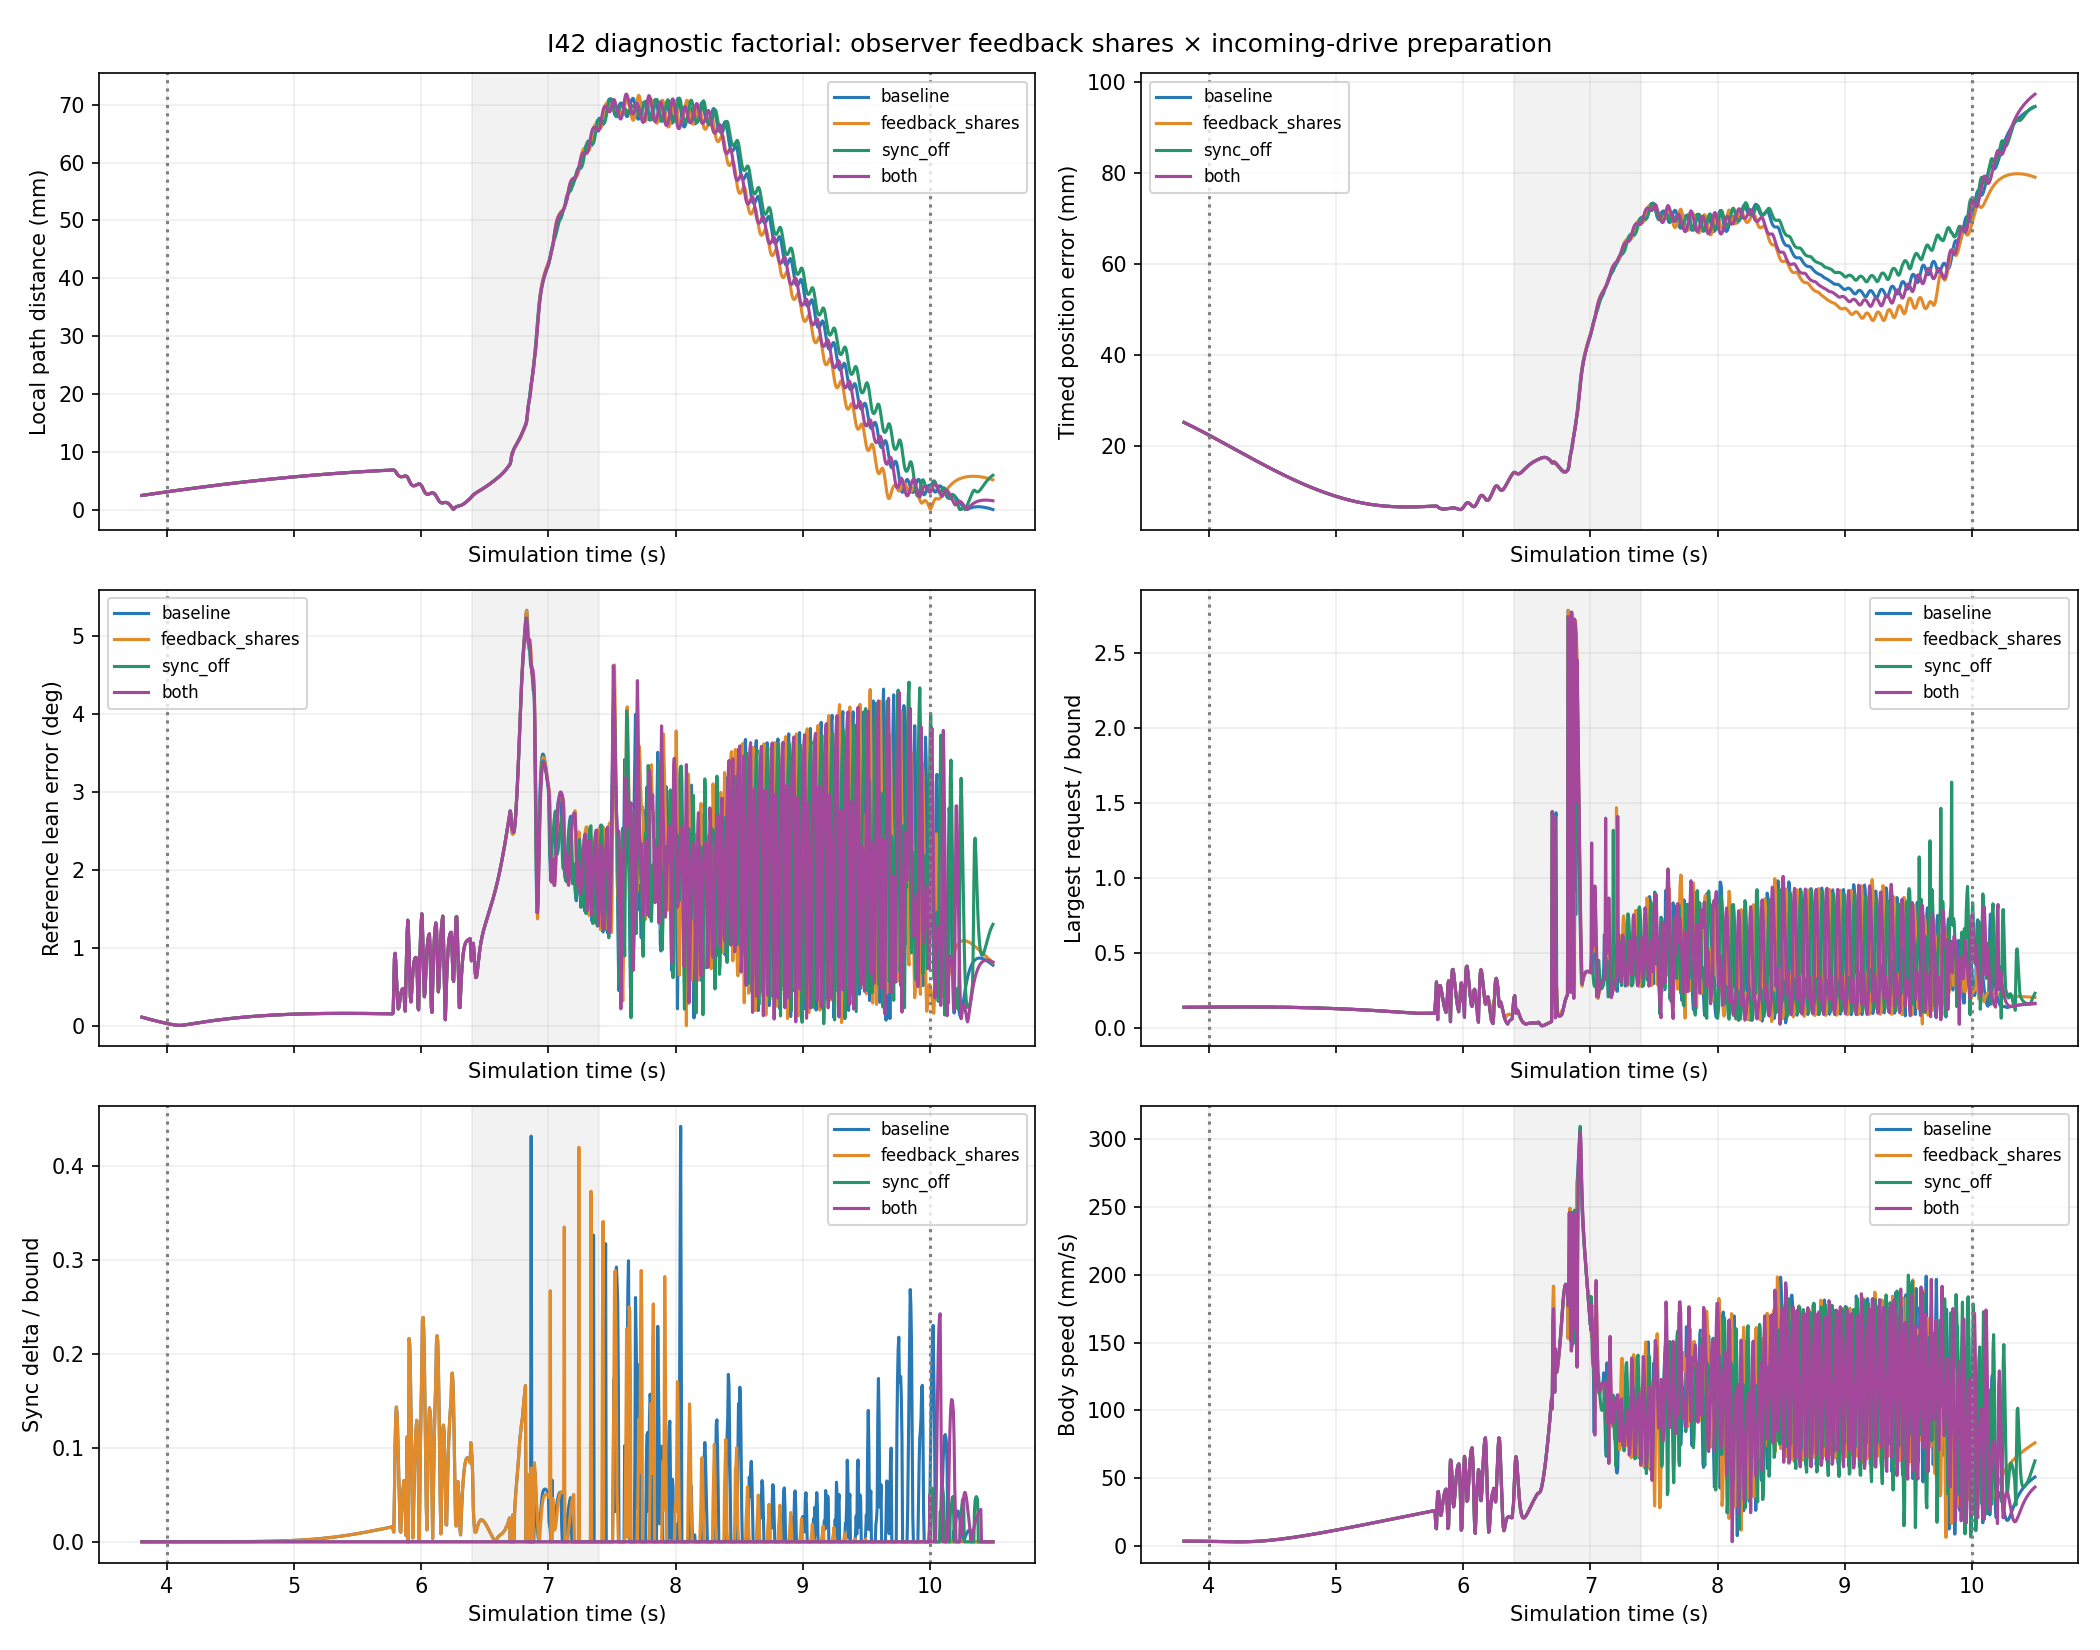 I42 diagnostic factorial: observer feedback shares × incoming-drive preparation
Local path distance (mm)
70
60
50
40
30
20
10
0
baseline
feedback_shares
sync_off
both
Simulation time (s)
Timed position error (mm)
100
80
60
40
20
baseline
feedback_shares
sync_off
both
Simulation time (s)
Reference lean error (deg)
5
4
3
2
1
0
baseline
feedback_shares
sync_off
both
Simulation time (s)
Largest request / bound
2.5
2.0
1.5
1.0
0.5
0.0
baseline
feedback_shares
sync_off
both
Simulation time (s)
Sync delta / bound
0.4
0.3
0.2
0.1
0.0
baseline
feedback_shares
sync_off
both
4 5 6 7 8 9 10
Simulation time (s)
Body speed (mm/s)
300
250
200
150
100
50
0
baseline
feedback_shares
sync_off
both
4 5 6 7 8 9 10
Simulation time (s)